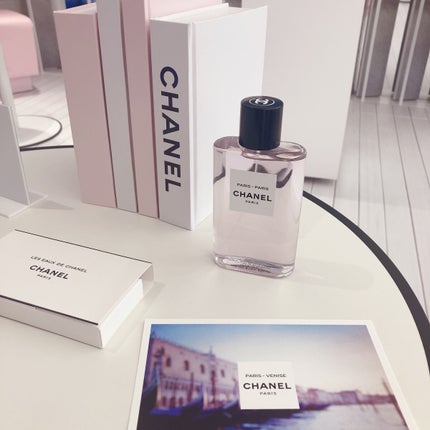 CHANEL
PARIS - PARIS
CHANEL
PARIS
LES EAUX DE CHANEL
CHANEL
PARIS
PARIS - VENISE
CHANEL
PARIS